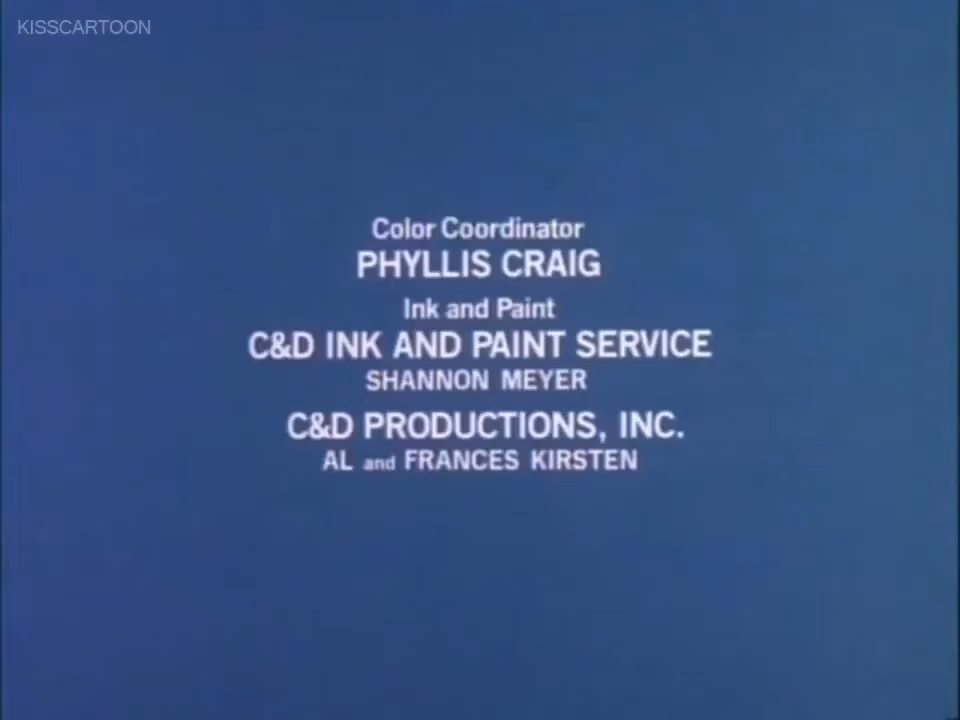 KISSCARTOON
Color Coordinator
PHYLLIS CRAIG
Ink and Paint
C&D INK AND PAINT SERVICE
SHANNON MEYER
C&D PRODUCTIONS, INC.
AL and FRANCES KIRSTEN